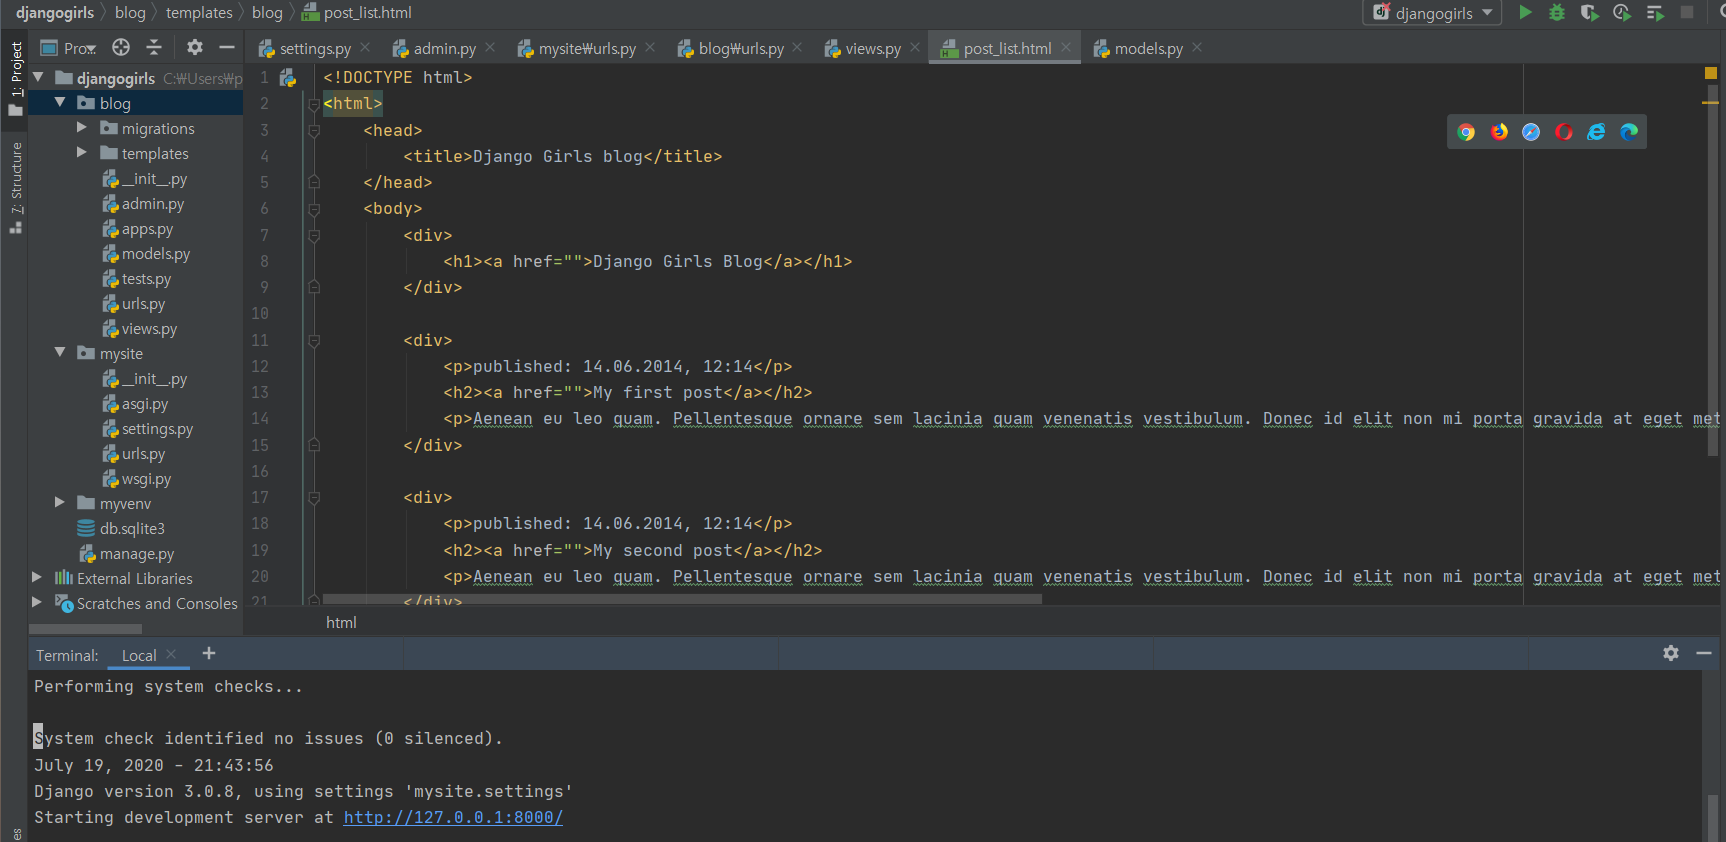 djangogirls blog templates blog post_list.html
djangogirls
1: Project
7: Structure
Pro...
settings.py
admin.py
mysite₩urls.py
blog₩urls.py
views.py
post_list.html
models.py
djangogirls C:₩Users₩p
blog
migrations
templates
__init__.py
admin.py
apps.py
models.py
tests.py
urls.py
views.py
mysite
__init__.py
asgi.py
settings.py
urls.py
wsgi.py
myvenv
db.sqlite3
manage.py
External Libraries
Scratches and Consoles
1 <!DOCTYPE html>
2 <html>
3 <head>
4 <title>Django Girls blog</title>
5 </head>
6 <body>
7 <div>
8 <h1><a href="">Django Girls Blog</a></h1>
9 </div>
10
11 <div>
12 <p>published: 14.06.2014, 12:14</p>
13 <h2><a href="">My first post</a></h2>
14 <p>Aenean eu leo quam. Pellentesque ornare sem lacinia quam venenatis vestibulum. Donec id elit non mi porta gravida at eget met
15 </div>
16
17 <div>
18 <p>published: 14.06.2014, 12:14</p>
19 <h2><a href="">My second post</a></h2>
20 <p>Aenean eu leo quam. Pellentesque ornare sem lacinia quam venenatis vestibulum. Donec id elit non mi porta gravida at eget met
21 </div>
html
Terminal: Local +
Performing system checks...
System check identified no issues (0 silenced).
July 19, 2020 - 21:43:56
Django version 3.0.8, using settings 'mysite.settings'
Starting development server at http://127.0.0.1:8000/
es